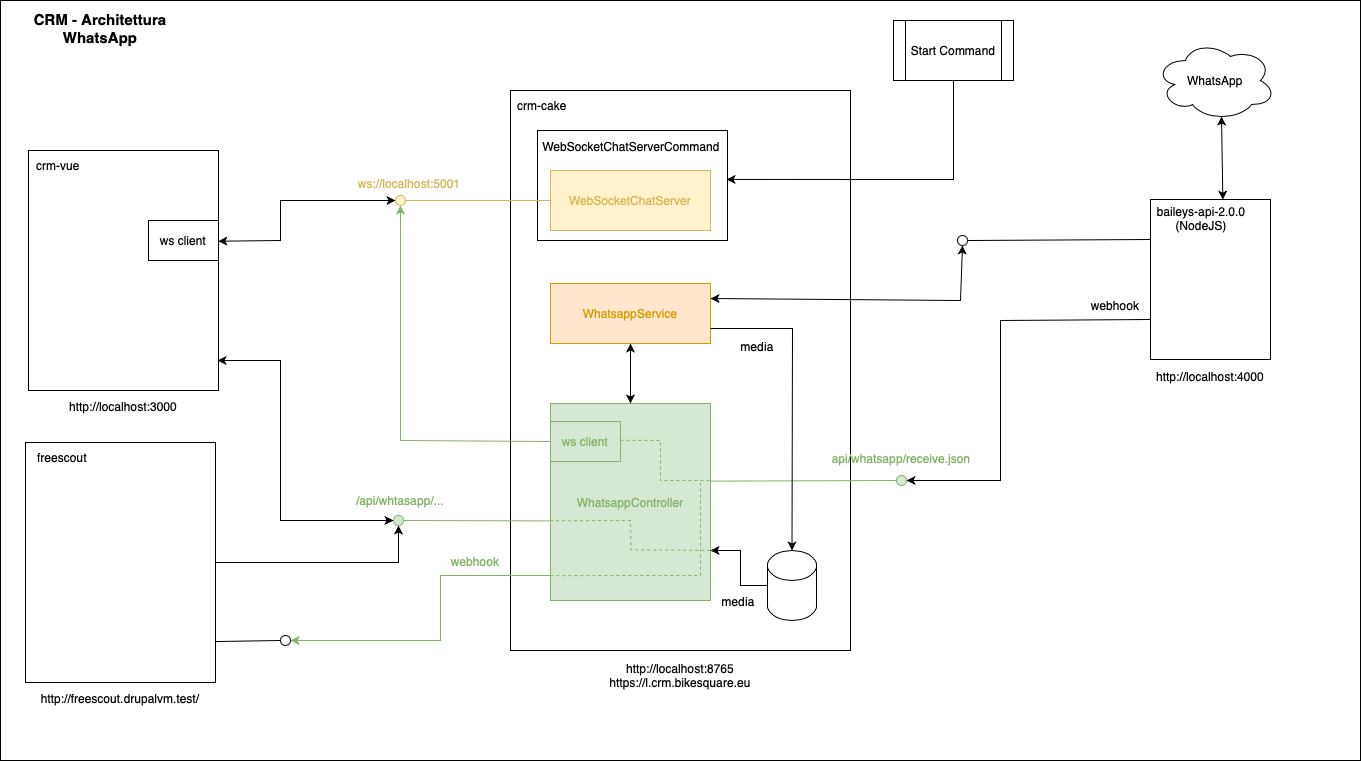 CRM - Architettura
WhatsApp
Start Command
WhatsApp
crm-cake
WebSocketChatServerCommand
WebSocketChatServer
crm-vue
ws://localhost:5001
ws client
baileys-api-2.0.0
(NodeJS)
webhook
WhatsappService
media
http://localhost:4000
http://localhost:3000
freescout
ws client
api/whatsapp/receive.json
WhatsappController
/api/whtasapp/...
webhook
media
http://localhost:8765
https://l.crm.bikesquare.eu
http://freescout.drupalvm.test/